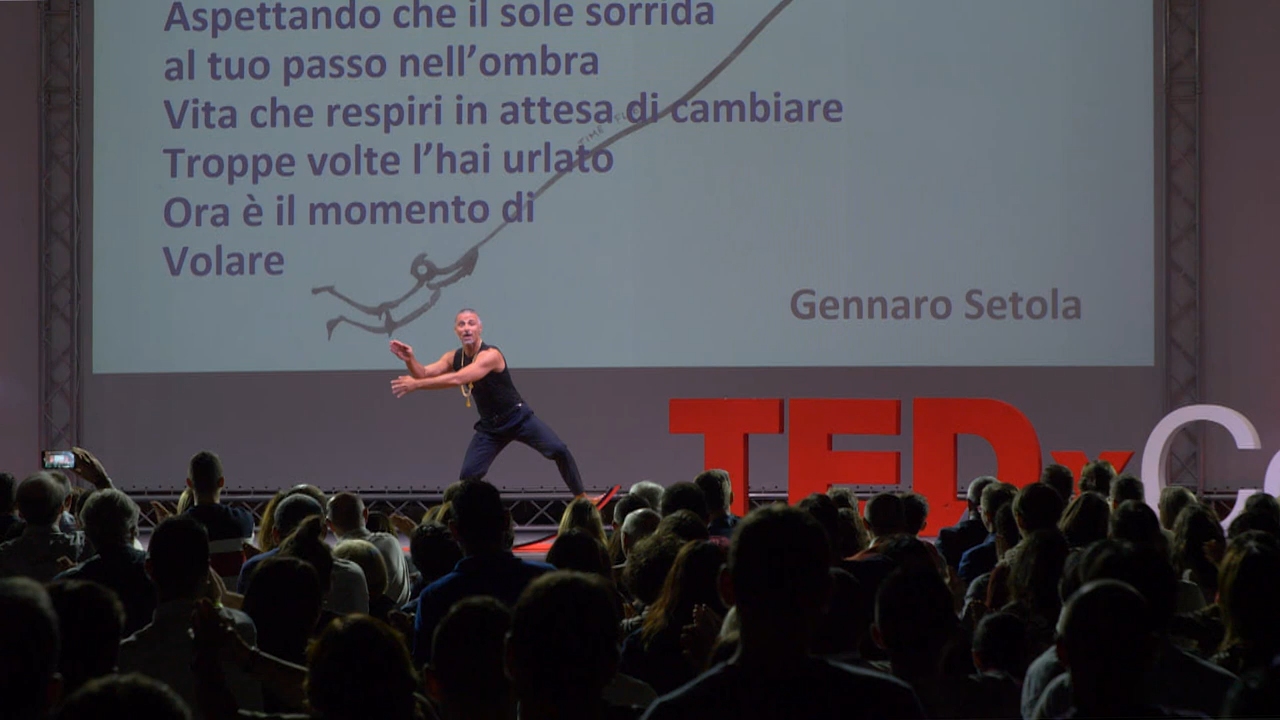 Aspettando che il sole sorrida
al tuo passo nell'ombra
Vita che respiri in attesa di cambiare
Troppe volte l'hai urlato
Ora è il momento di
Volare
Gennaro Setola
TIME
TEDx